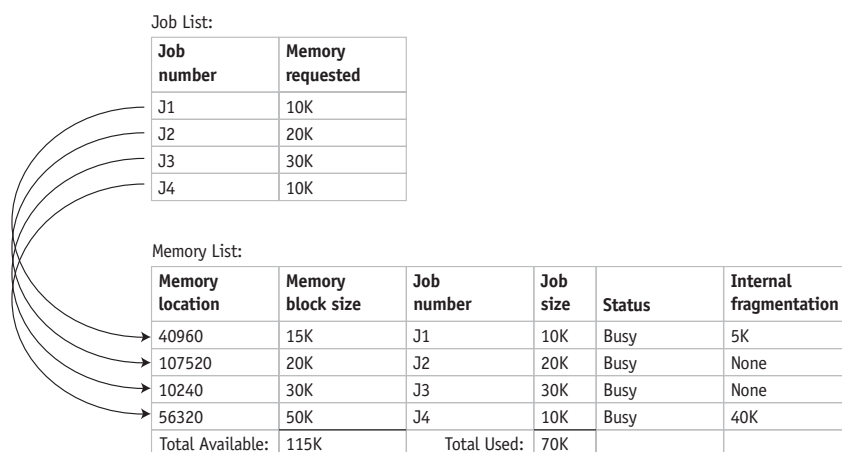 Job List:
Job number Memory requested
J1 10K
J2 20K
J3 30K
J4 10K
Memory List:
Memory location Memory block size Job number Job size Status Internal fragmentation
40960 15K J1 10K Busy 5K
107520 20K J2 20K Busy None
10240 30K J3 30K Busy None
56320 50K J4 10K Busy 40K
Total Available: 115K Total Used: 70K